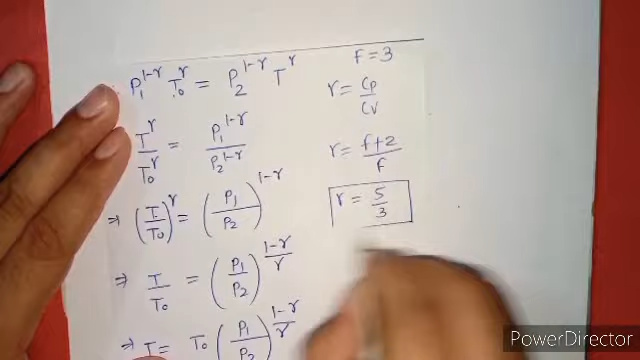 P₁^(1-γ) T₀^γ = P₂^(1-γ) T^γ
T^γ/T₀^γ = P₁^(1-γ)/P₂^(1-γ)
⇒ (T/T₀)^γ = (P₁/P₂)^(1-γ)
⇒ T/T₀ = (P₁/P₂)^((1-γ)/γ)
⇒ T = T₀ (P₁/P₂)^((1-γ)/γ)
F = 3
γ = Cp/Cv
γ = f+2/f
γ = 5/3
PowerDirector